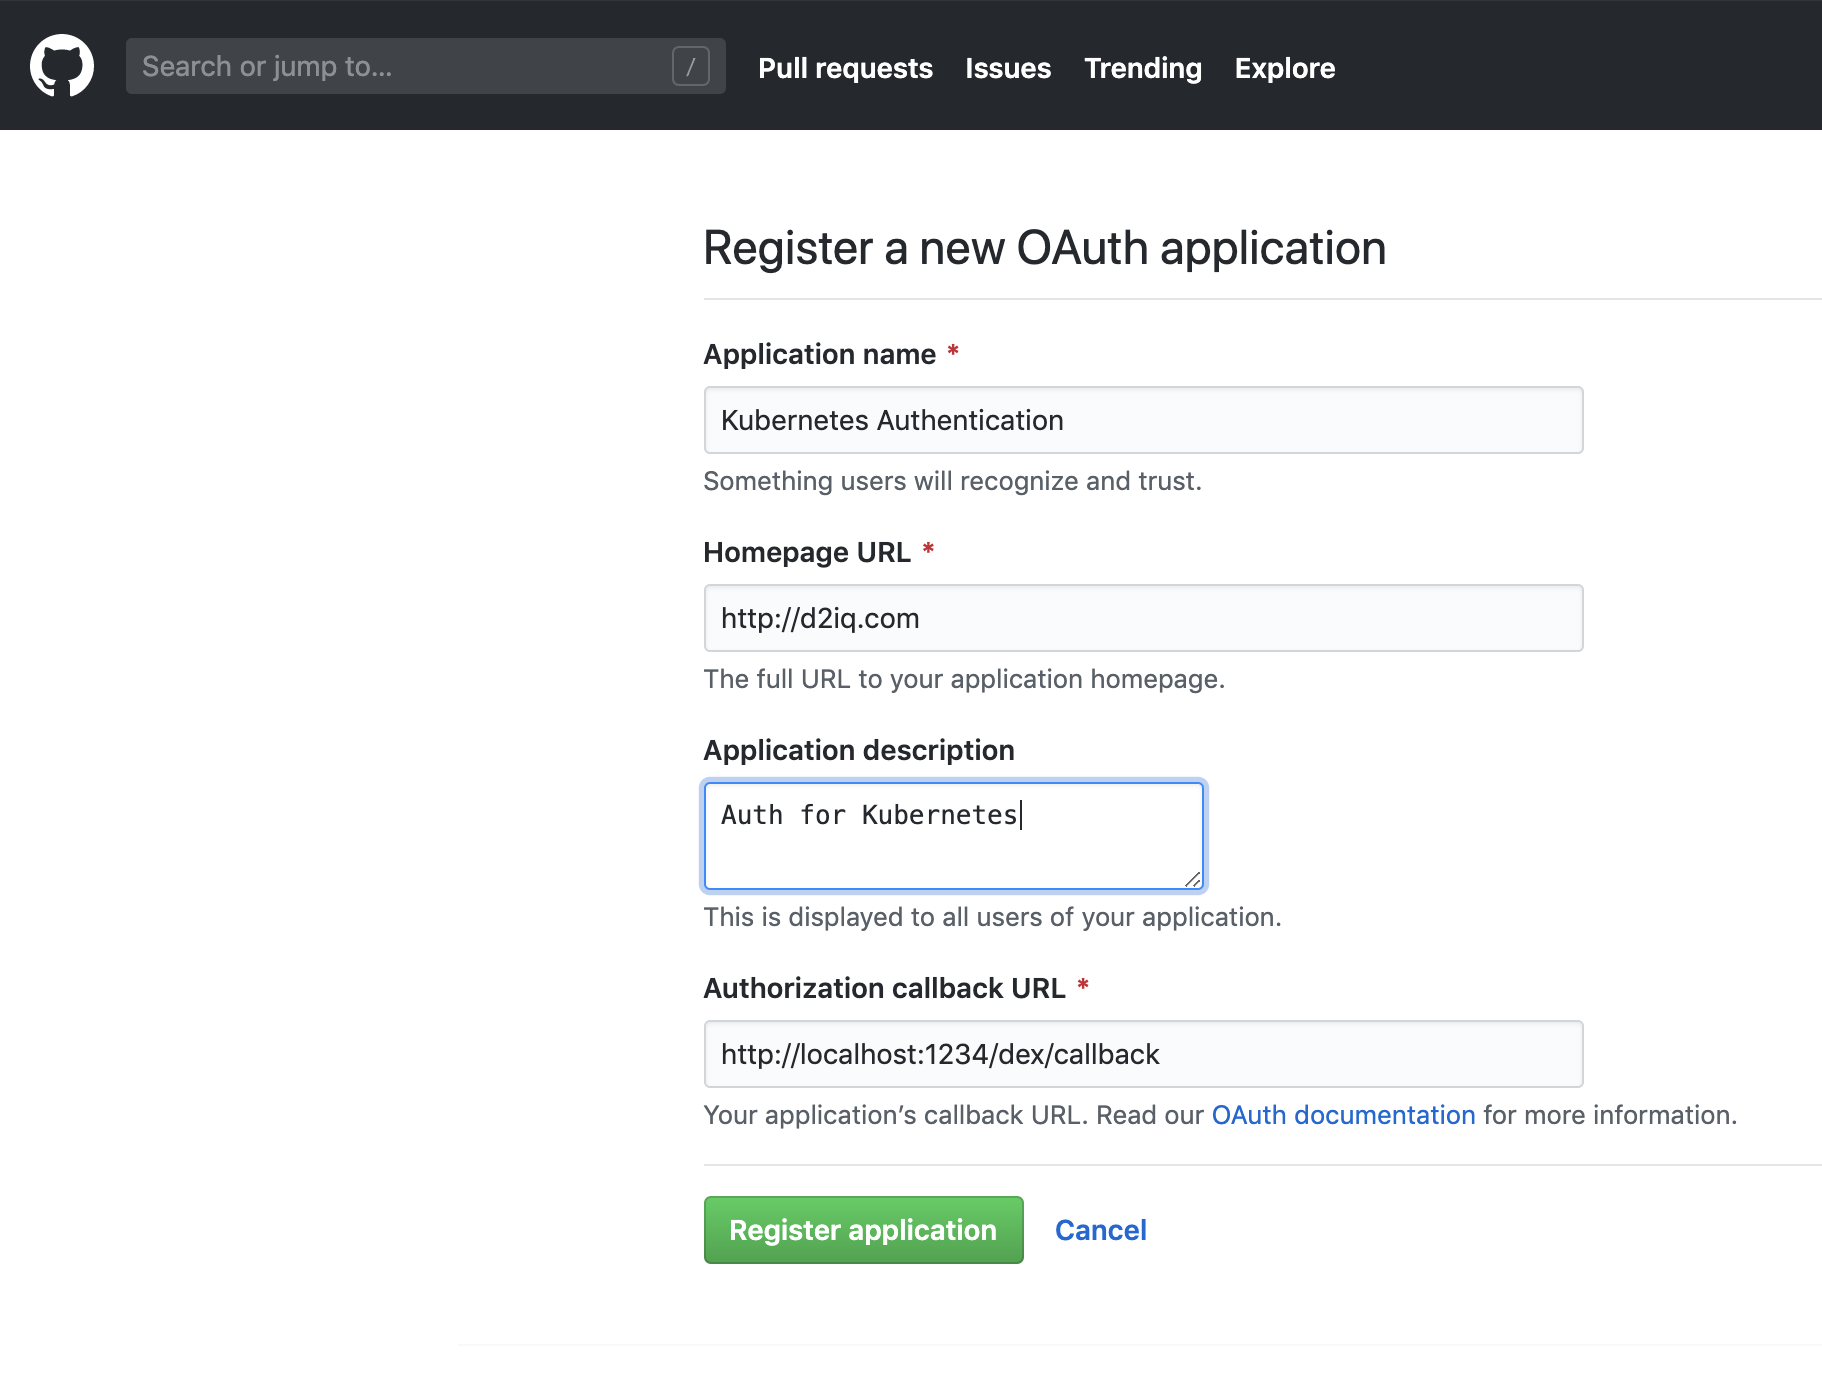 Search or jump to...
/
Pull requests Issues Trending Explore
Register a new OAuth application
Application name *
Kubernetes Authentication
Something users will recognize and trust.
Homepage URL *
http://d2iq.com
The full URL to your application homepage.
Application description
Auth for Kubernetes
This is displayed to all users of your application.
Authorization callback URL *
http://localhost:1234/dex/callback
Your application’s callback URL. Read our OAuth documentation for more information.
Register application Cancel